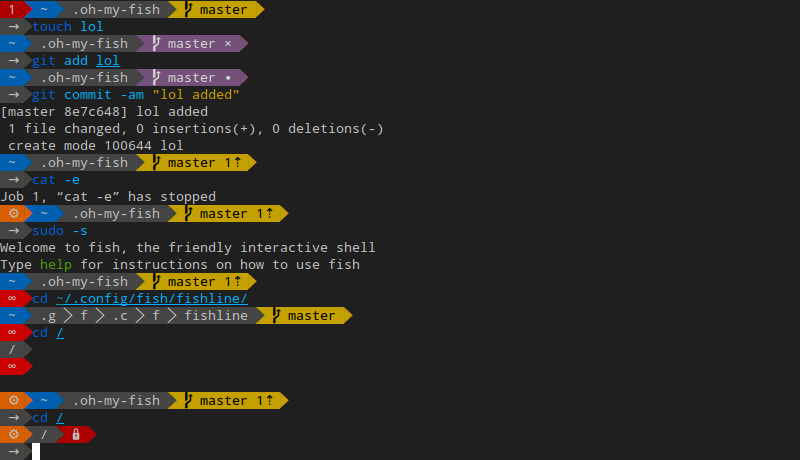 1 ~ .oh-my-fish master
→ touch lol
~ .oh-my-fish master ×
→ git add lol
~ .oh-my-fish master •
→ git commit -am "lol added"
[master 8e7c648] lol added
1 file changed, 0 insertions(+), 0 deletions(-)
create mode 100644 lol
~ .oh-my-fish master 1⇡
→ cat -e
Job 1, “cat -e” has stopped
⚙ ~ .oh-my-fish master 1⇡
→ sudo -s
Welcome to fish, the friendly interactive shell
Type help for instructions on how to use fish
~ .oh-my-fish master 1⇡
∞ cd ~/.config/fish/fishline/
~ .g f .c f fishline master
∞ cd /
/
∞
⚙ ~ .oh-my-fish master 1⇡
→ cd /
⚙ /
→